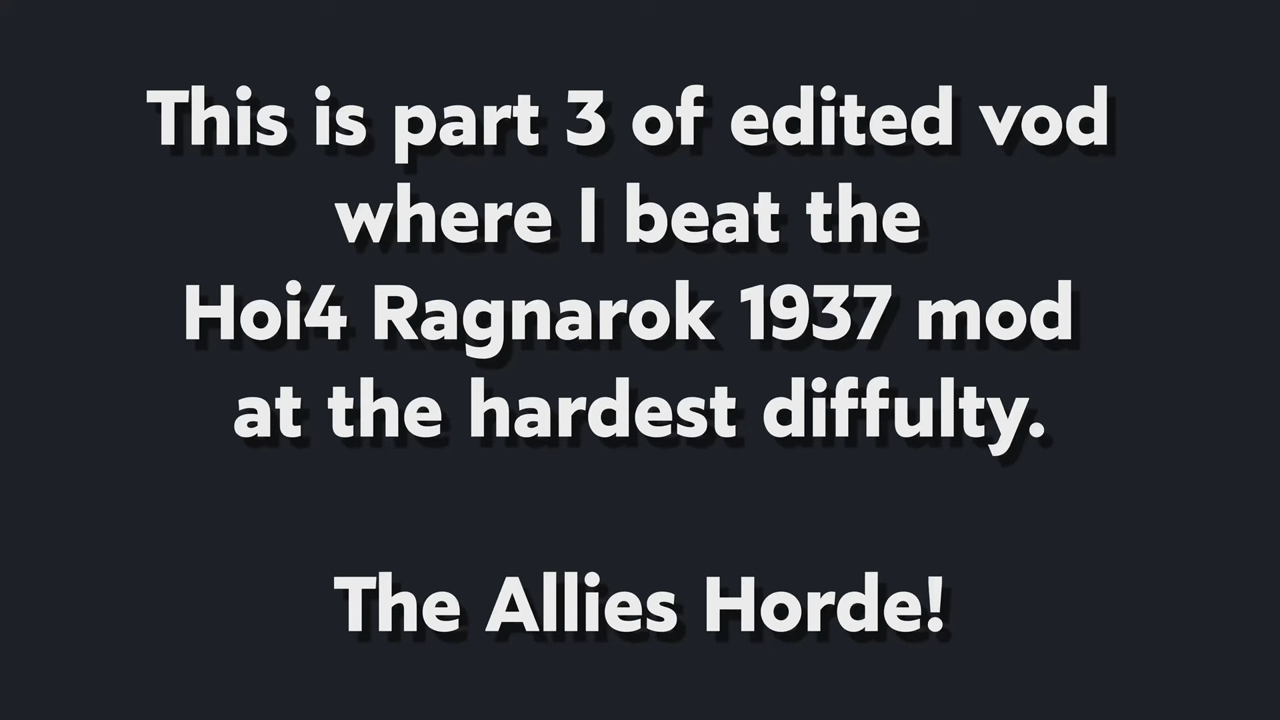 This is part 3 of edited vod
where I beat the
Hoi4 Ragnarok 1937 mod
at the hardest diffulty.
The Allies Horde!